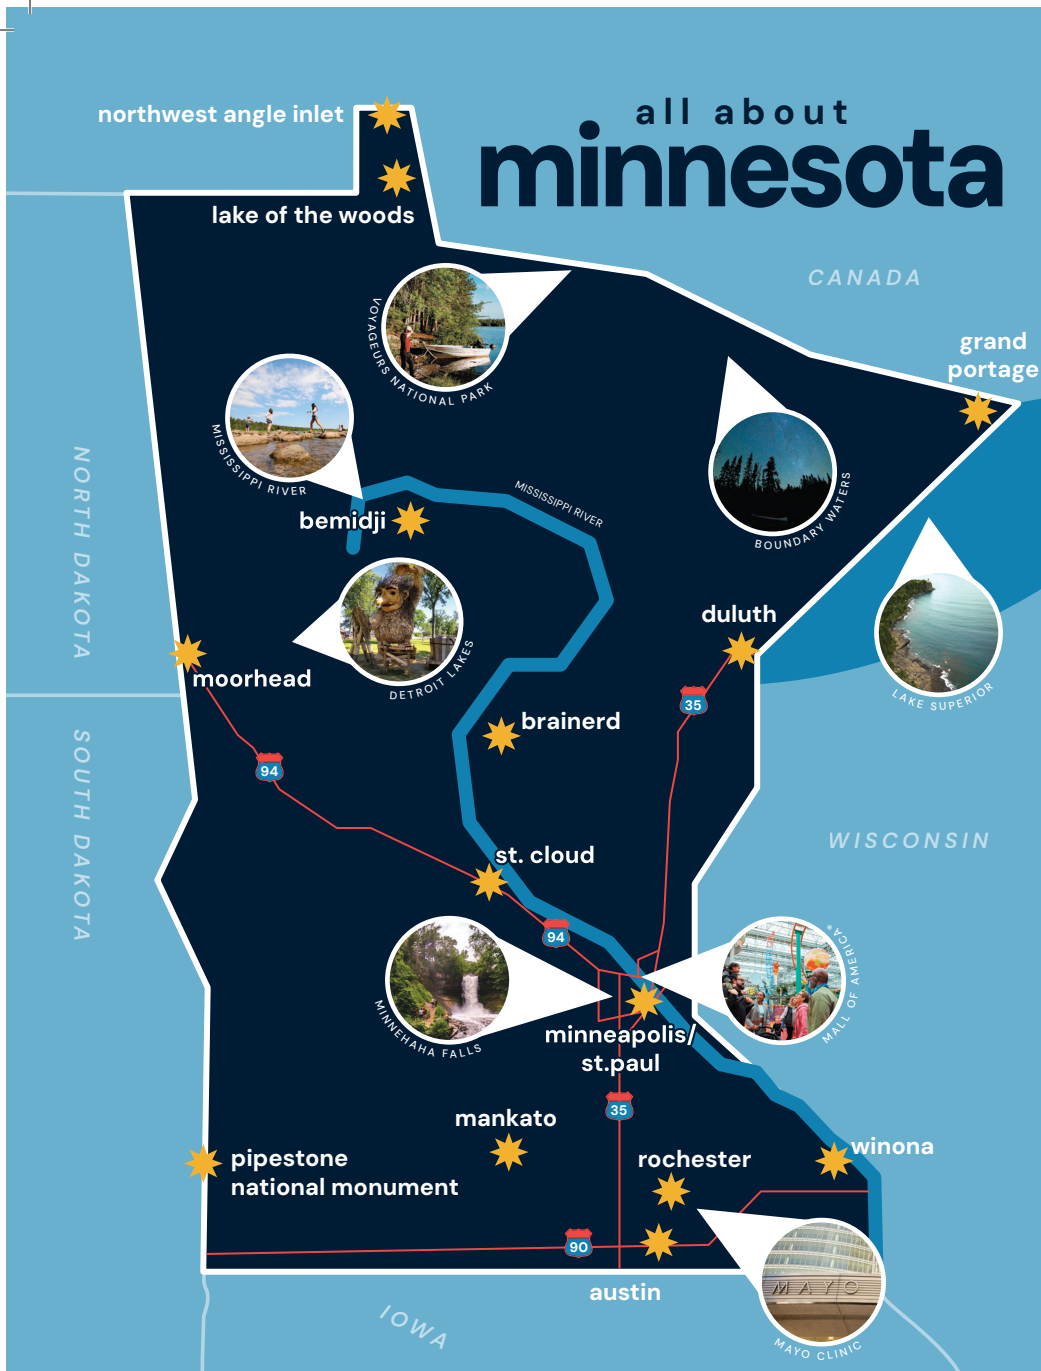 all about
minnesota
northwest angle inlet
lake of the woods
CANADA
VOYAGEURS NATIONAL PARK
grand
portage
MISSISSIPPI RIVER
NORTH DAKOTA
MISSISSIPPI RIVER
bemidji
BOUNDARY WATERS
DETROIT LAKES
duluth
moorhead
LAKE SUPERIOR
35
brainerd
94
SOUTH DAKOTA
WISCONSIN
st. cloud
94
MINNEHAHA FALLS
MALL OF AMERICA®
minneapolis/
st.paul
35
mankato
winona
pipestone
national monument
rochester
90
austin
MAYO
MAYO CLINIC
IOWA